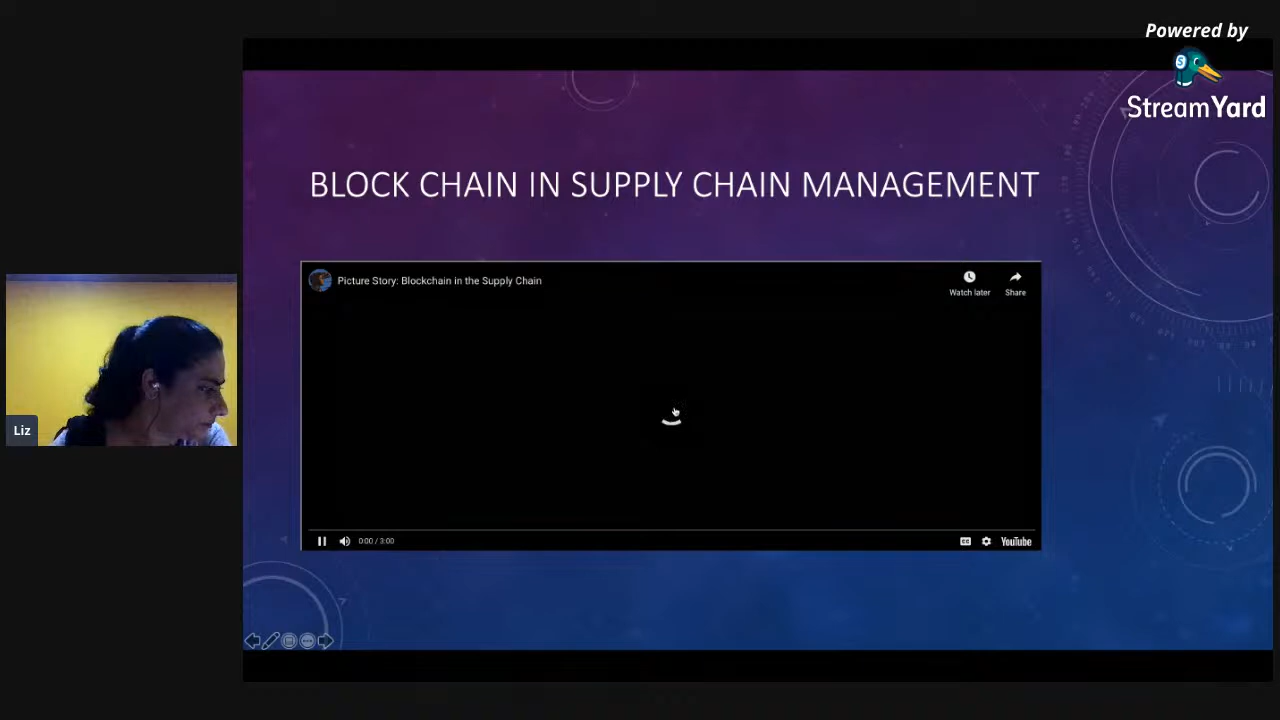 Powered by
StreamYard
BLOCK CHAIN IN SUPPLY CHAIN MANAGEMENT
Picture Story: Blockchain in the Supply Chain
Watch later
Share
Liz
0:00 / 3:00
CC
YouTube